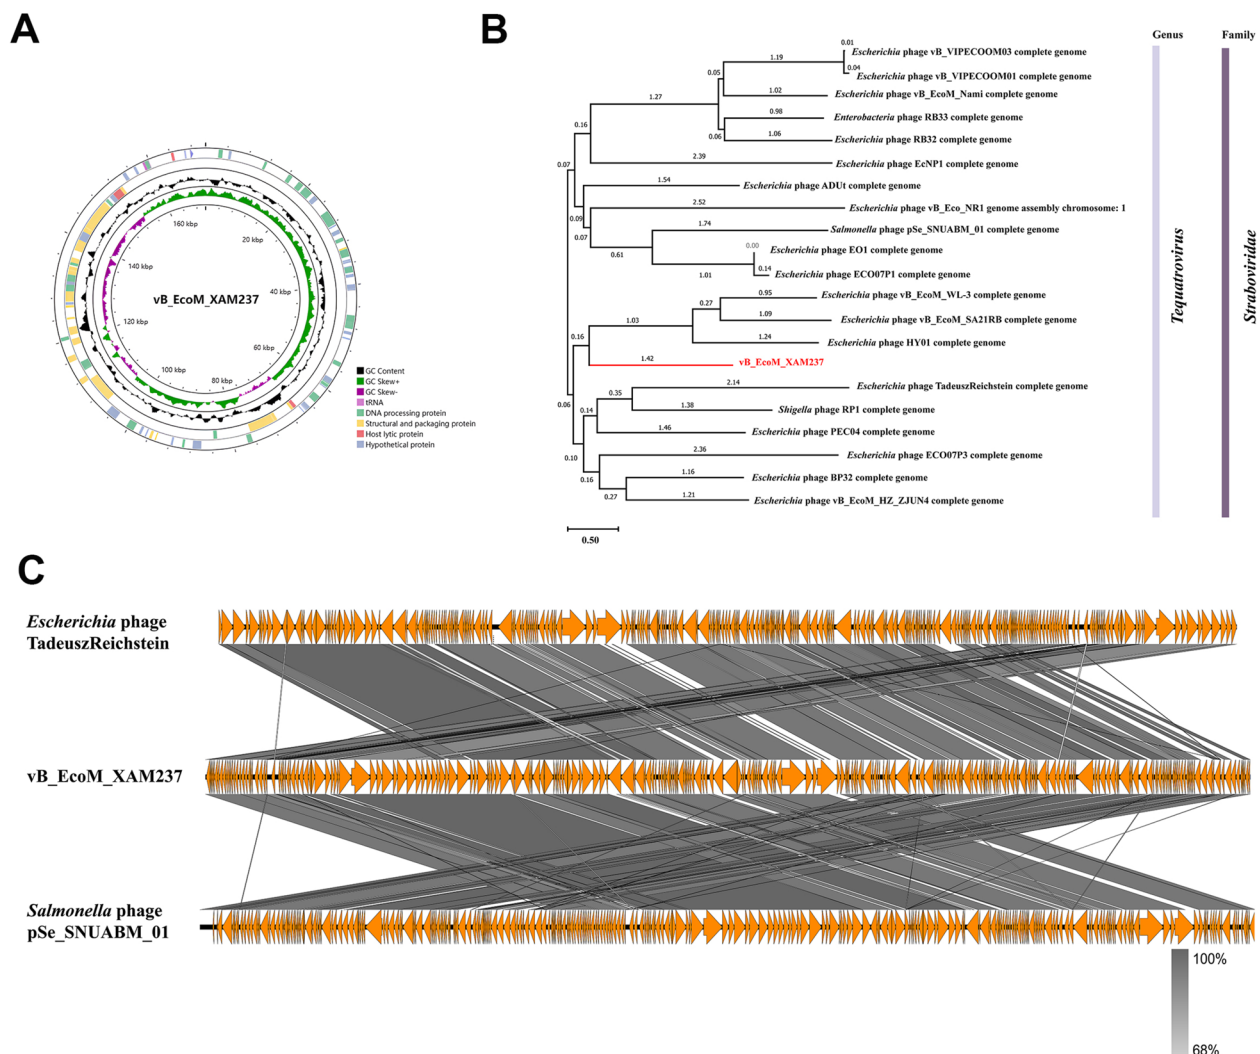 A
160 kbp
20 kbp
140 kbp
vB_EcoM_XAM237
40 kbp
120 kbp
60 kbp
100 kbp
80 kbp
GC Content
GC Skew+
GC Skew-
tRNA
DNA processing protein
Structural and packaging protein
Host lytic protein
Hypothetical protein
B
Genus
Family
0.01
Escherichia phage vB_VIPECOOM03 complete genome
1.19
0.04
Escherichia phage vB_VIPECOOM01 complete genome
0.05
1.02
Escherichia phage vB_EcoM_Nami complete genome
1.27
0.98
Enterobacteria phage RB33 complete genome
0.16
0.06
1.06
Escherichia phage RB32 complete genome
2.39
Escherichia phage EcNP1 complete genome
0.07
1.54
Escherichia phage ADUt complete genome
2.52
Escherichia phage vB_Eco_NR1 genome assembly chromosome: 1
0.09
1.74
Salmonella phage pSe_SNUABM_01 complete genome
0.07
0.00
Escherichia phage EO1 complete genome
0.61
1.01
0.14
Escherichia phage ECO07P1 complete genome
0.95
Escherichia phage vB_EcoM_WL-3 complete genome
0.27
1.09
Escherichia phage vB_EcoM_SA21RB complete genome
1.03
0.16
1.24
Escherichia phage HY01 complete genome
1.42
vB_EcoM_XAM237
2.14
Escherichia phage TadeuszReichstein complete genome
0.35
0.06
1.38
Shigella phage RP1 complete genome
0.14
1.46
Escherichia phage PEC04 complete genome
0.10
2.36
Escherichia phage ECO07P3 complete genome
0.16
1.16
Escherichia phage BP32 complete genome
0.27
1.21
Escherichia phage vB_EcoM_HZ_ZJUN4 complete genome
Tequatrovirus
Straboviridae
0.50
C
Escherichia phage
TadeuszReichstein
vB_EcoM_XAM237
Salmonella phage
pSe_SNUABM_01
100%
68%